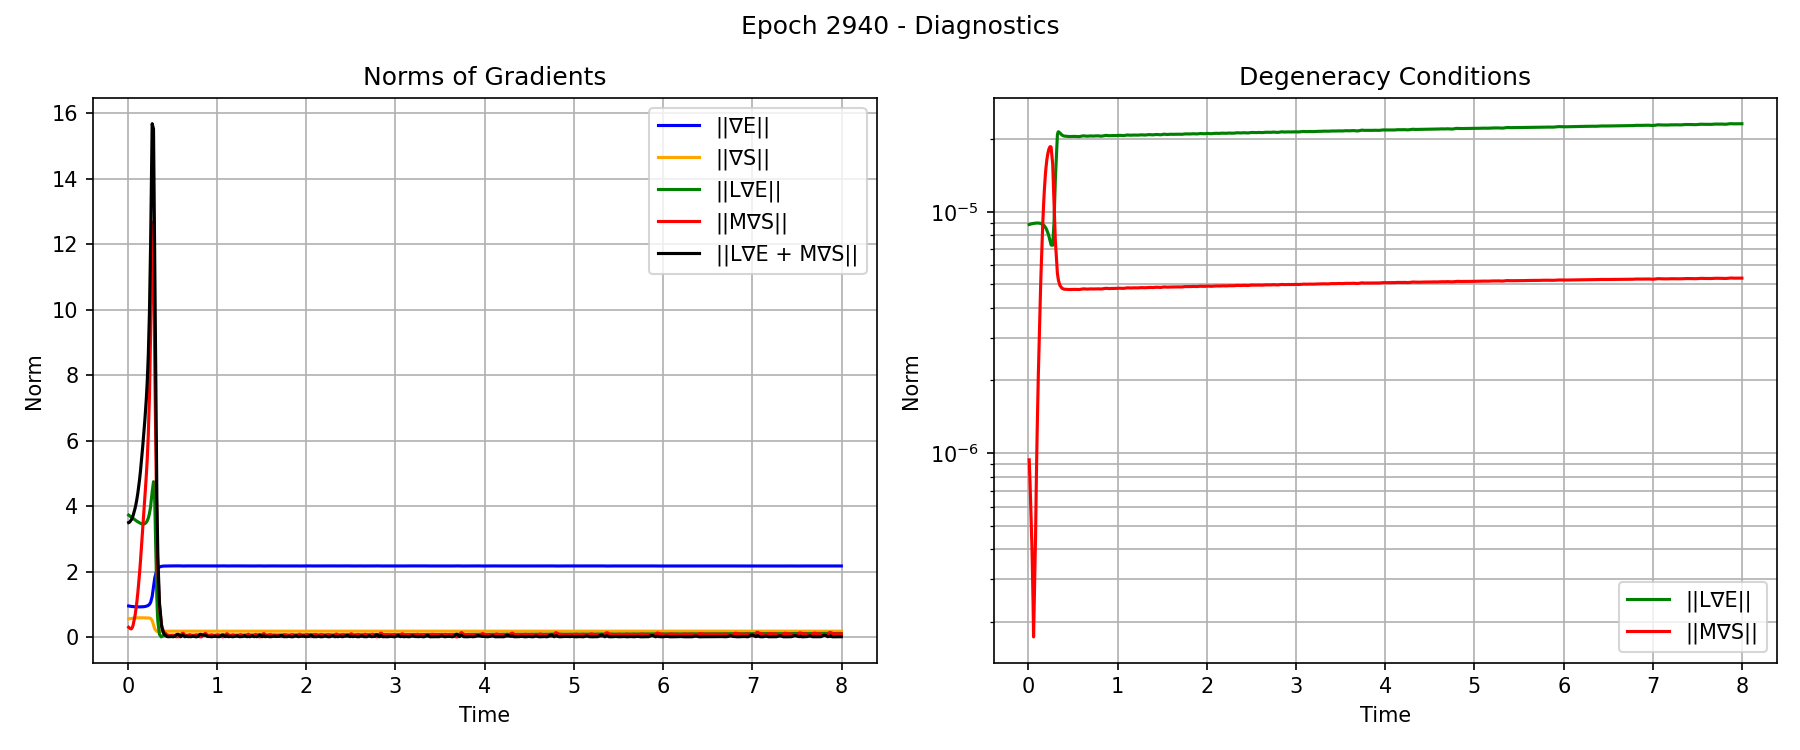 Epoch 2940 - Diagnostics
Norms of Gradients
Norm
16
14
12
10
8
6
4
2
0
||∇E||
||∇S||
||L∇E||
||M∇S||
||L∇E + M∇S||
0 1 2 3 4 5 6 7 8
Time
Degeneracy Conditions
Norm
10⁻⁵
10⁻⁶
||L∇E||
||M∇S||
0 1 2 3 4 5 6 7 8
Time